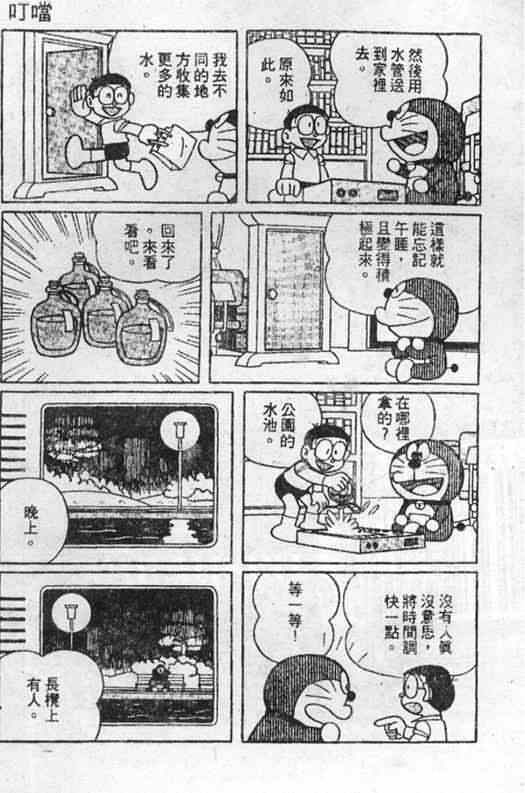 叮噹
然後用
水管送
到家裡
去。
原來如
此。
我去不
同的地
方收集
更多的
水。
這樣就
能忘記
午睡，
且變得積
極起來。
回來了
。來看
看吧。
在哪裡
拿的？
公園的
水池。
晚上。
沒有人眞
沒意思，
將時間調
快一點。
等一等！
長櫈上
有人。